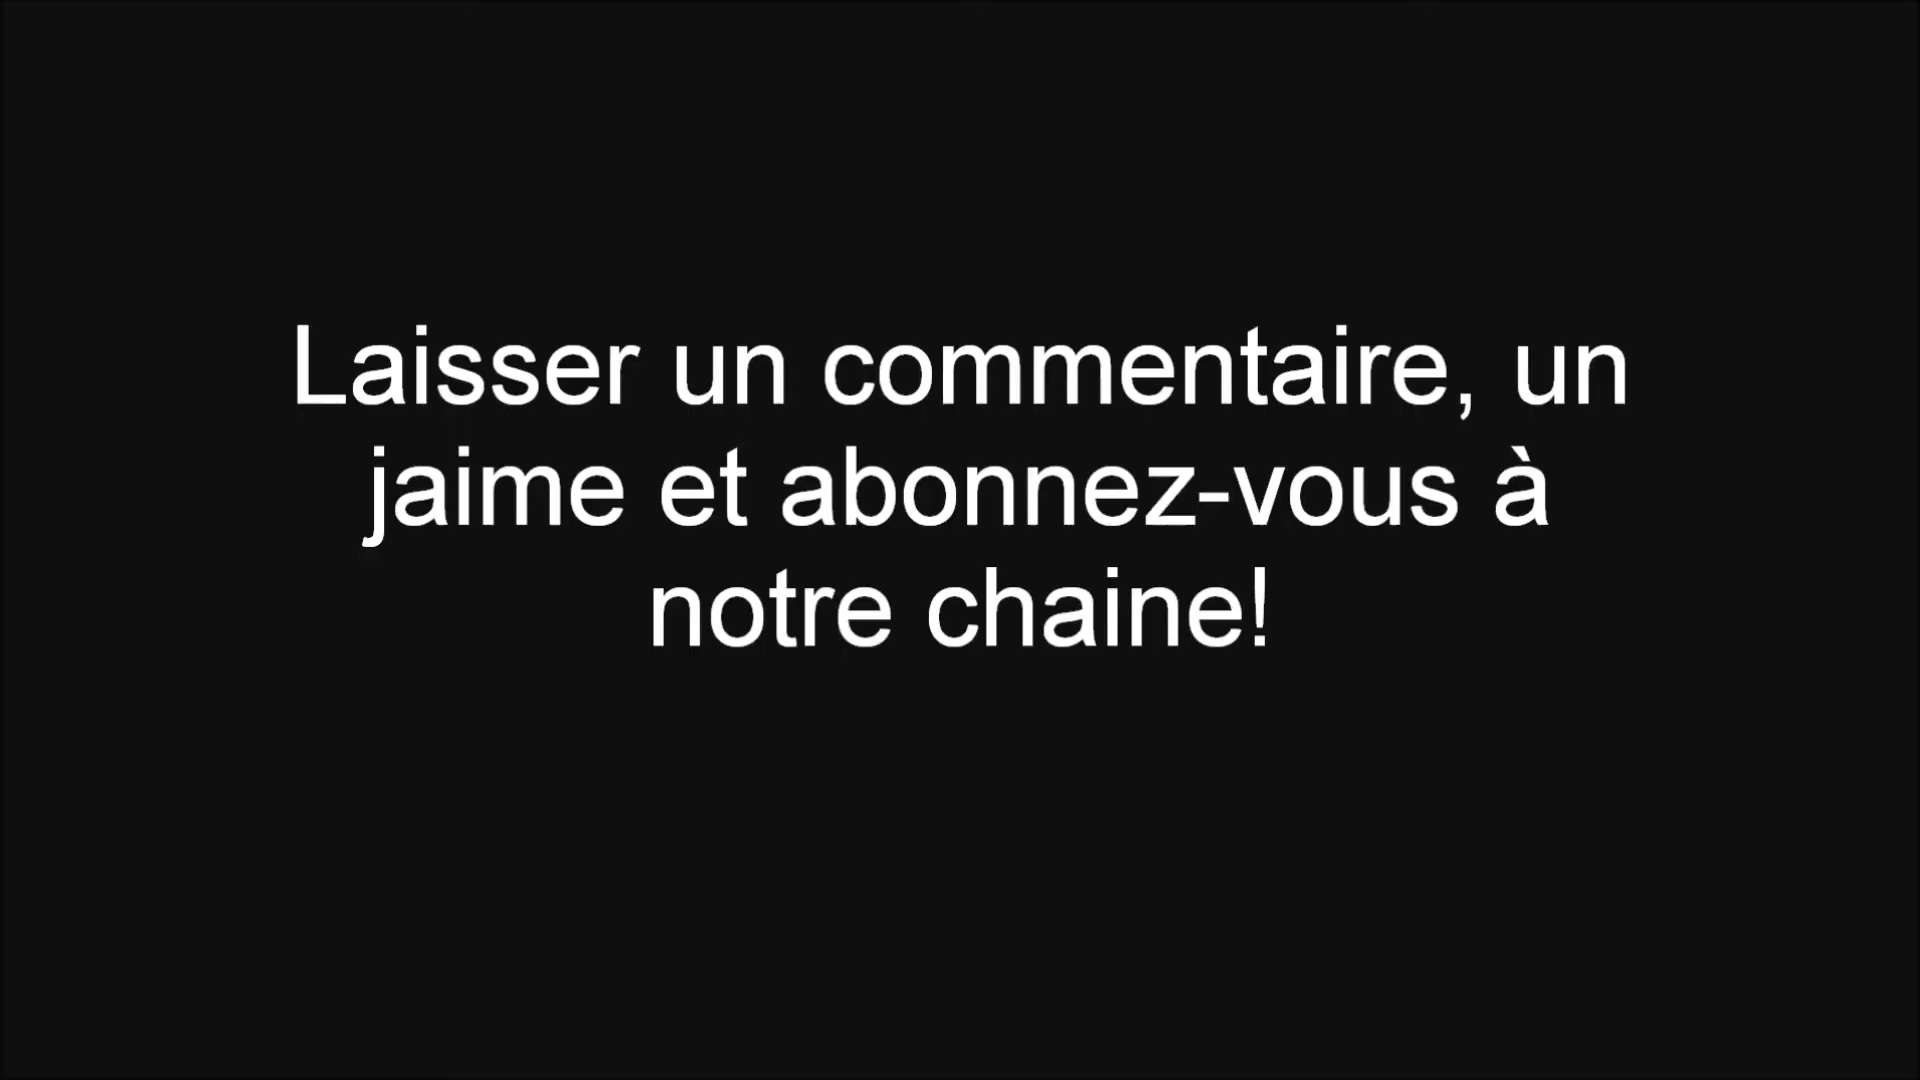 Laisser un commentaire, un
jaime et abonnez-vous à
notre chaine!